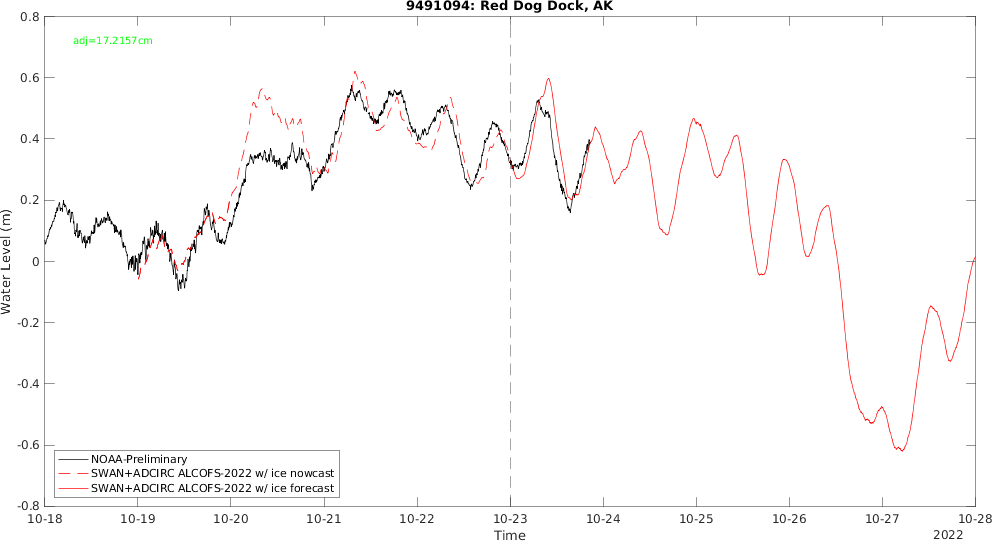 9491094: Red Dog Dock, AK
adj=17.2157cm
Water Level (m)
0.8
0.6
0.4
0.2
0
-0.2
-0.4
-0.6
-0.8
NOAA-Preliminary
SWAN+ADCIRC ALCOFS-2022 w/ ice nowcast
SWAN+ADCIRC ALCOFS-2022 w/ ice forecast
10-18 10-19 10-20 10-21 10-22 10-23 10-24 10-25 10-26 10-27 10-28
Time
2022